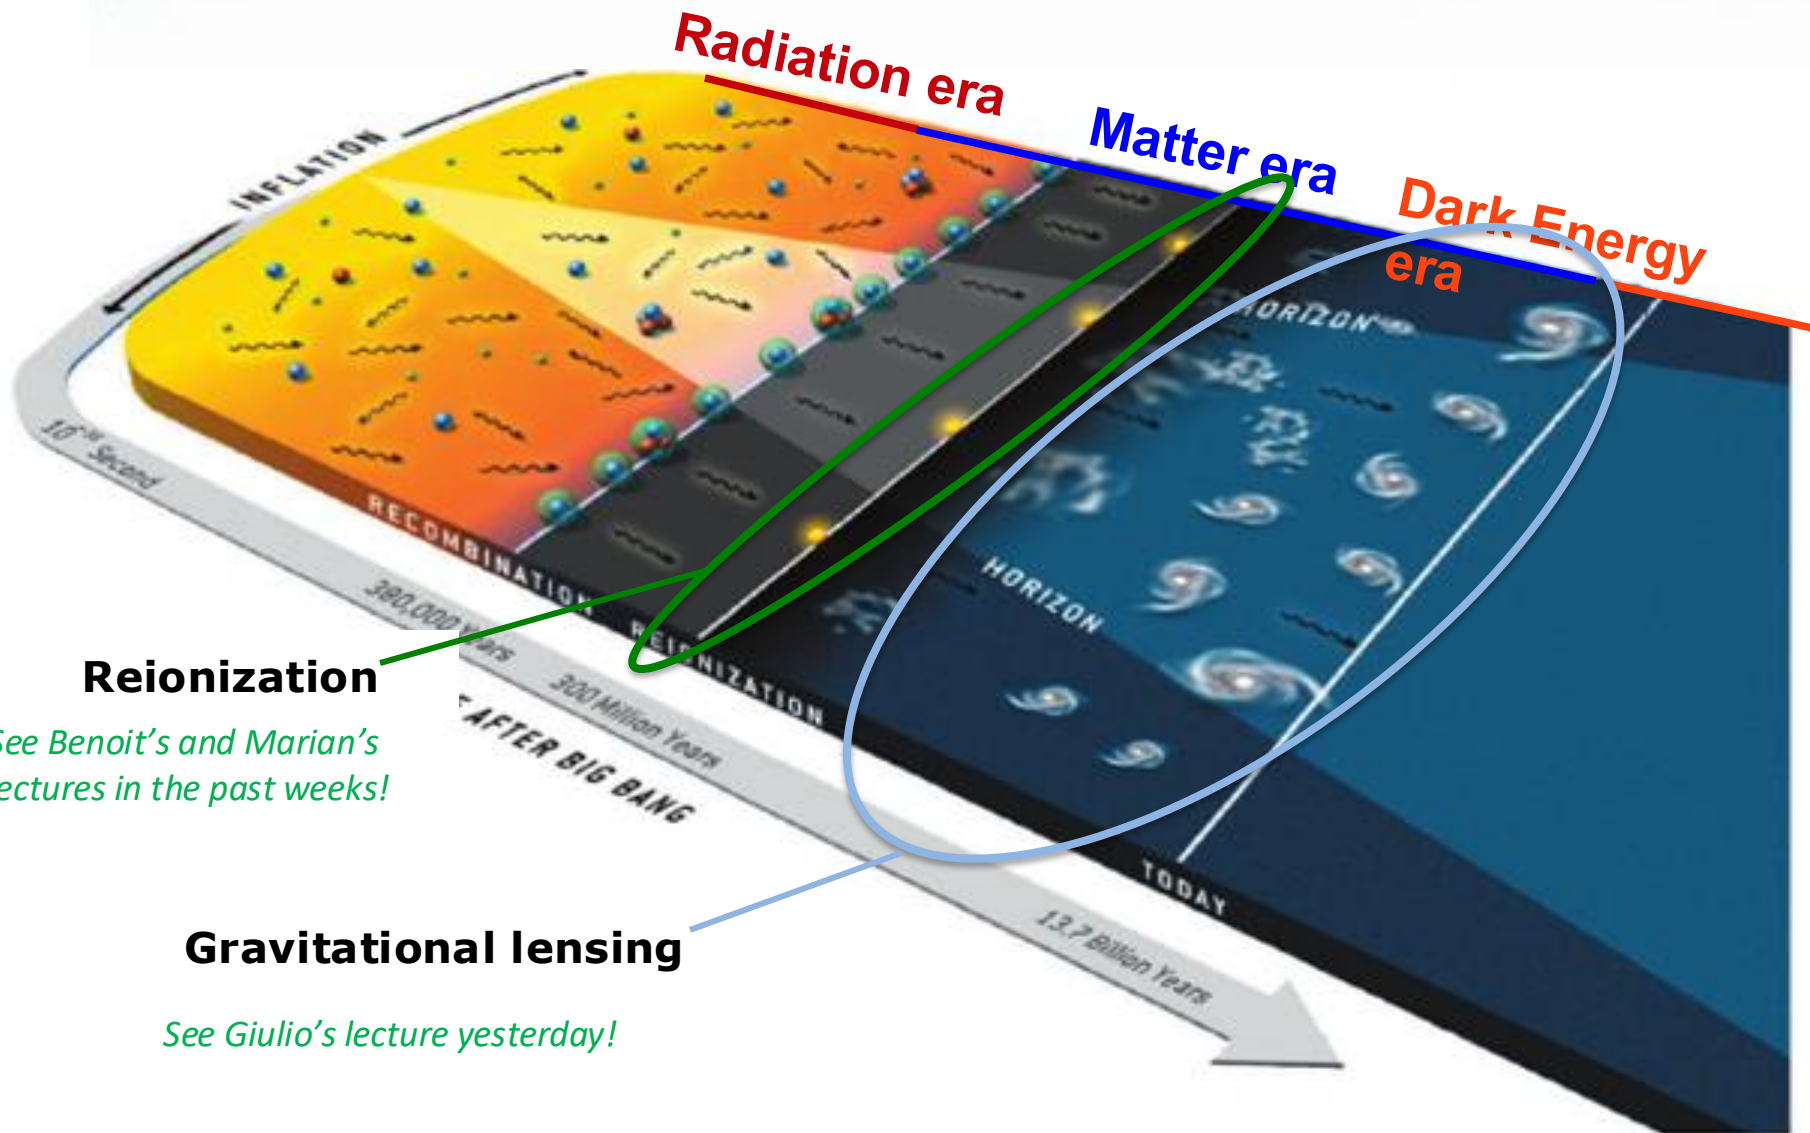 Radiation era
Matter era
Dark Energy
era
INFLATION
HORIZON
HORIZON
10⁻³⁵ Second
RECOMBINATION
380,000 Years
REIONIZATION
300 Million Years
AFTER BIG BANG
TODAY
13.7 Billion Years
Reionization
See Benoit's and Marian's
ectures in the past weeks!
Gravitational lensing
See Giulio's lecture yesterday!